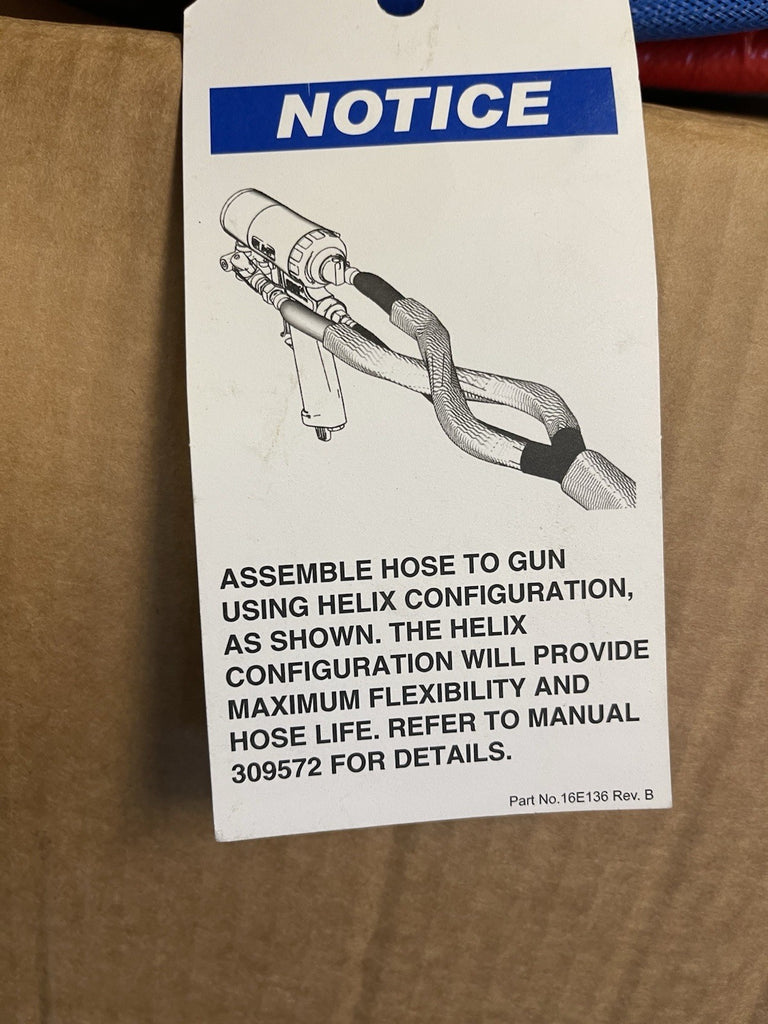 NOTICE
ASSEMBLE HOSE TO GUN
USING HELIX CONFIGURATION,
AS SHOWN. THE HELIX
CONFIGURATION WILL PROVIDE
MAXIMUM FLEXIBILITY AND
HOSE LIFE. REFER TO MANUAL
309572 FOR DETAILS.
Part No.16E136 Rev. B